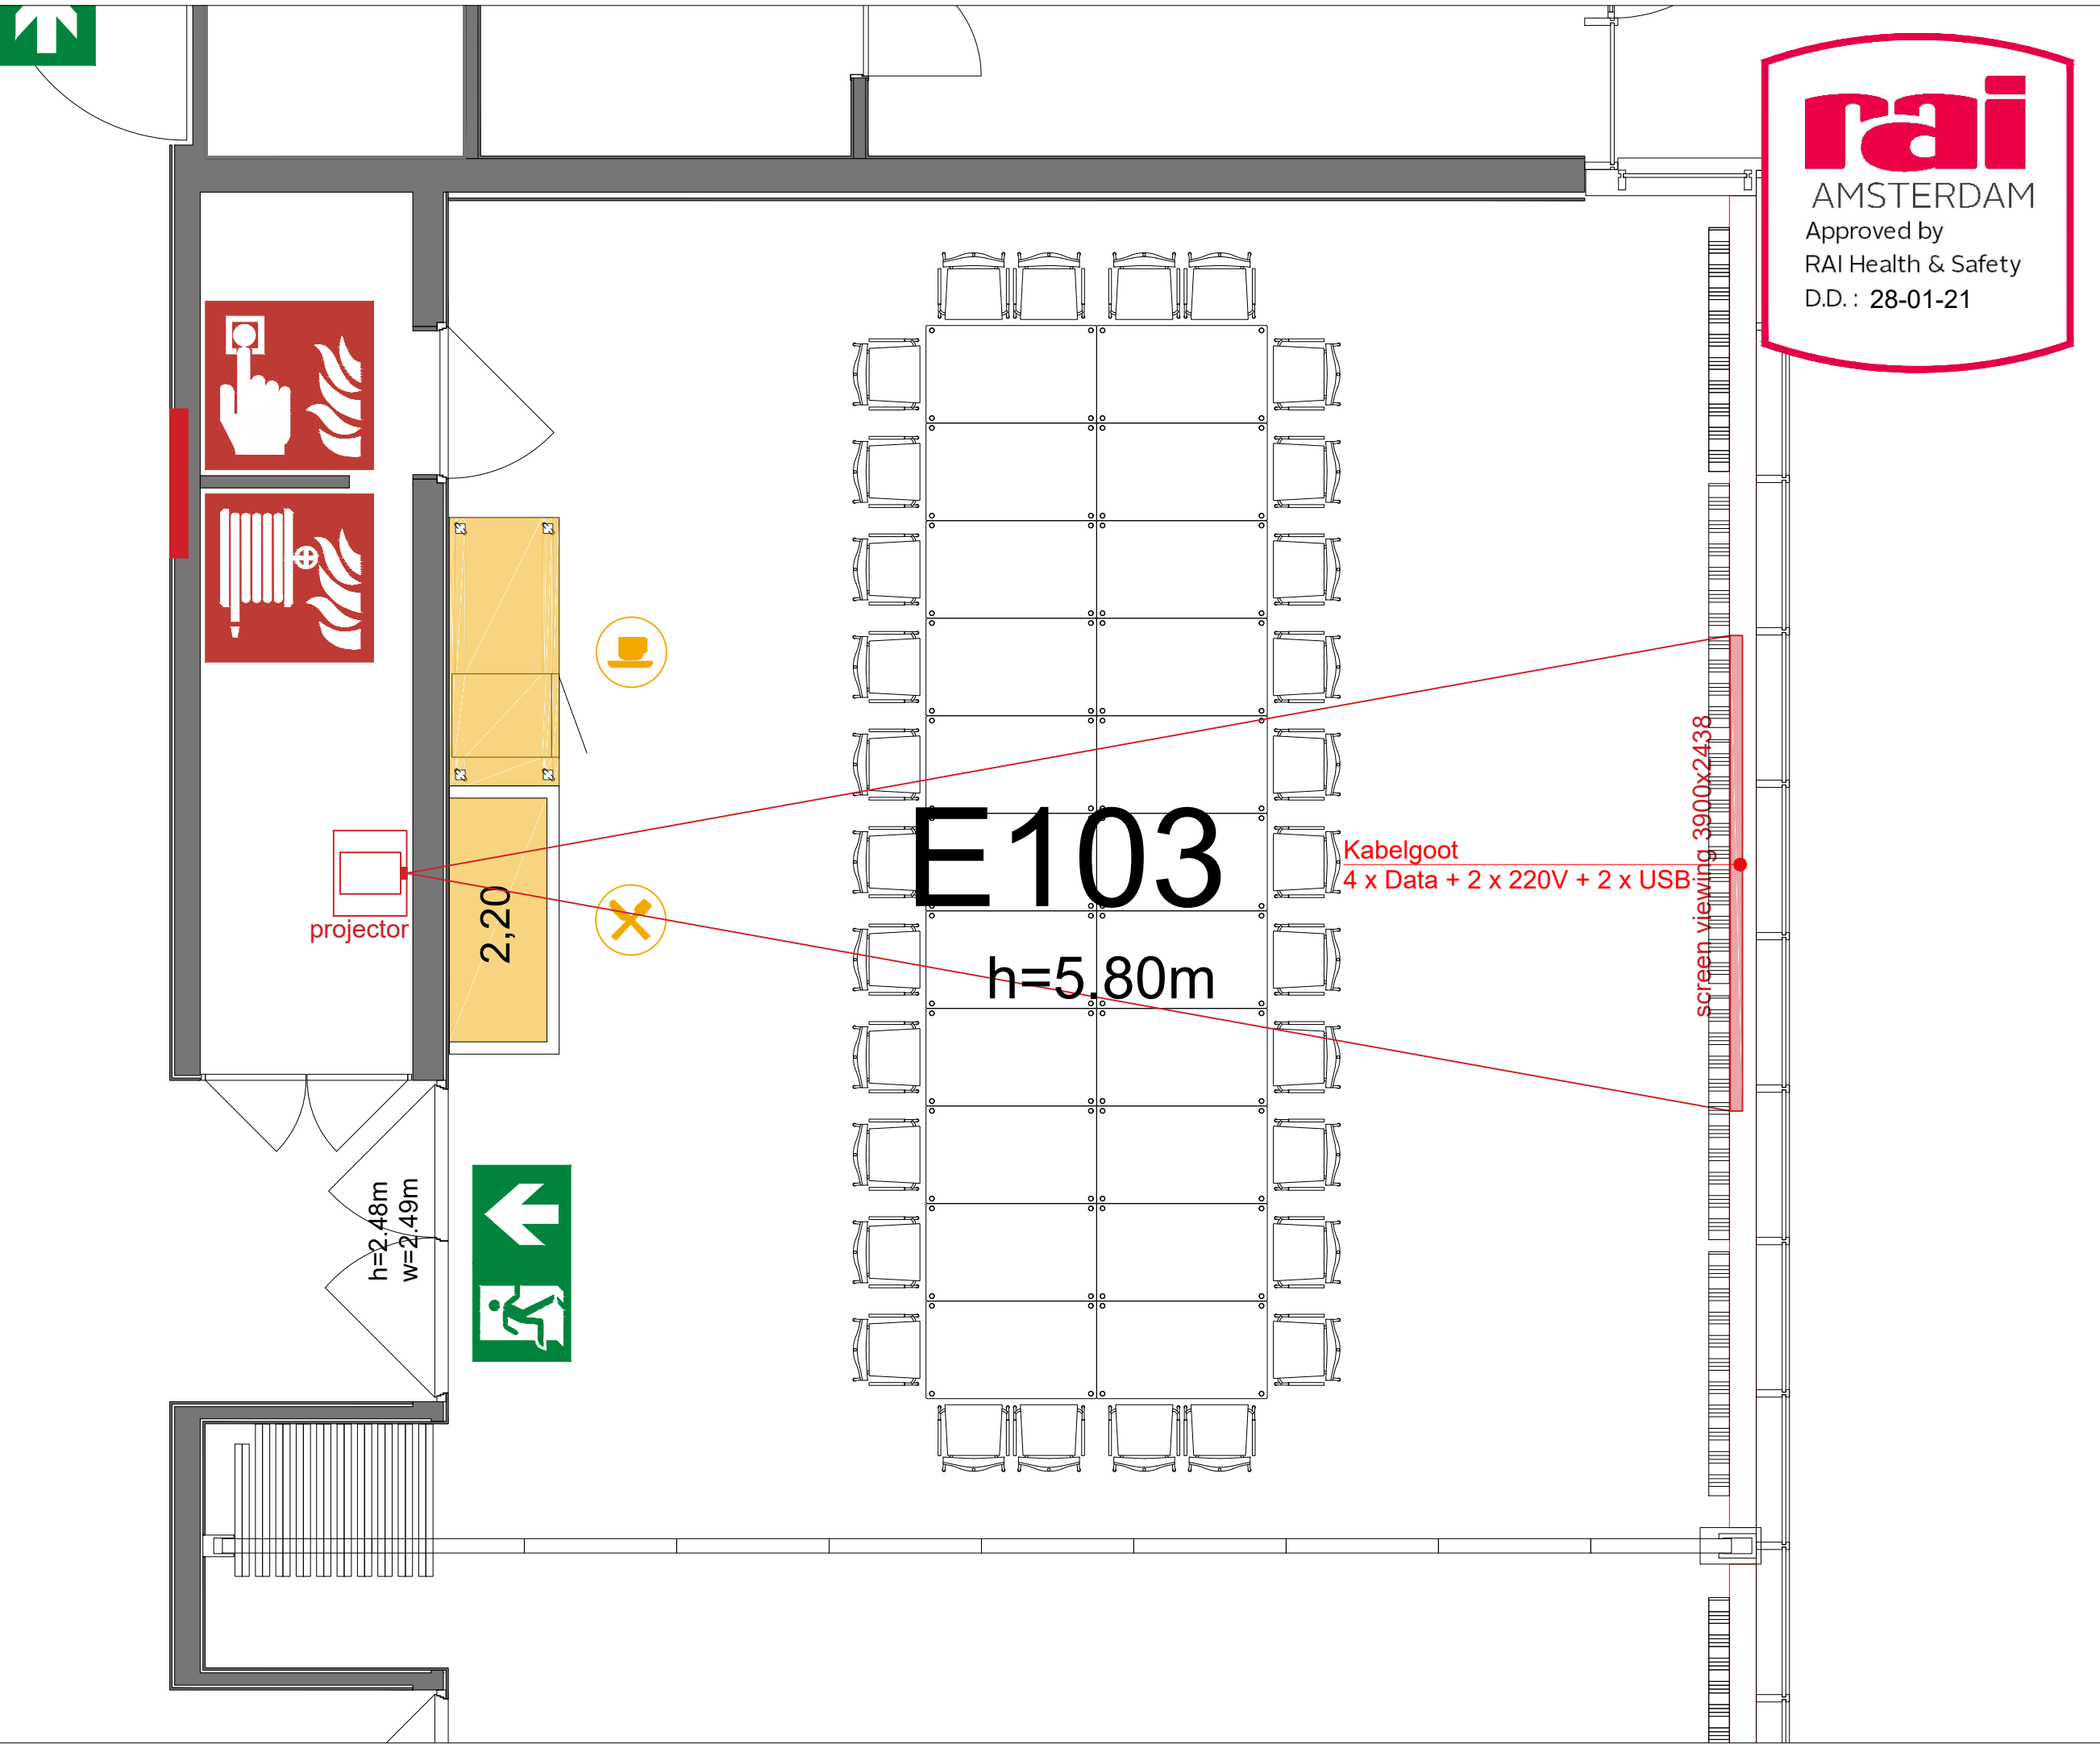 rai
AMSTERDAM
Approved by
RAI Health & Safety
D.D. : 28-01-21
E103
h=5.80m
Kabelgoot
4 x Data + 2 x 220V + 2 x USB
screen viewing 3900x2438
projector
2,20
h=2.48m
w=2.49m